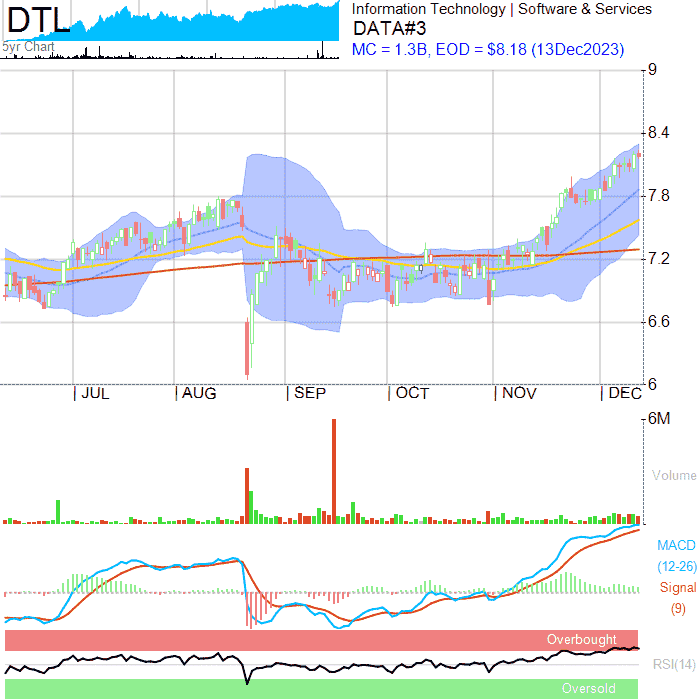 DTL
5yr Chart
Information Technology | Software & Services
DATA#3
MC = 1.3B, EOD = $8.18 (13Dec2023)
9
8.4
7.8
7.2
6.6
6
| JUL | AUG | SEP | OCT | NOV | DEC
6M
Volume
MACD
(12-26)
Signal
(9)
Overbought
RSI(14)
Oversold